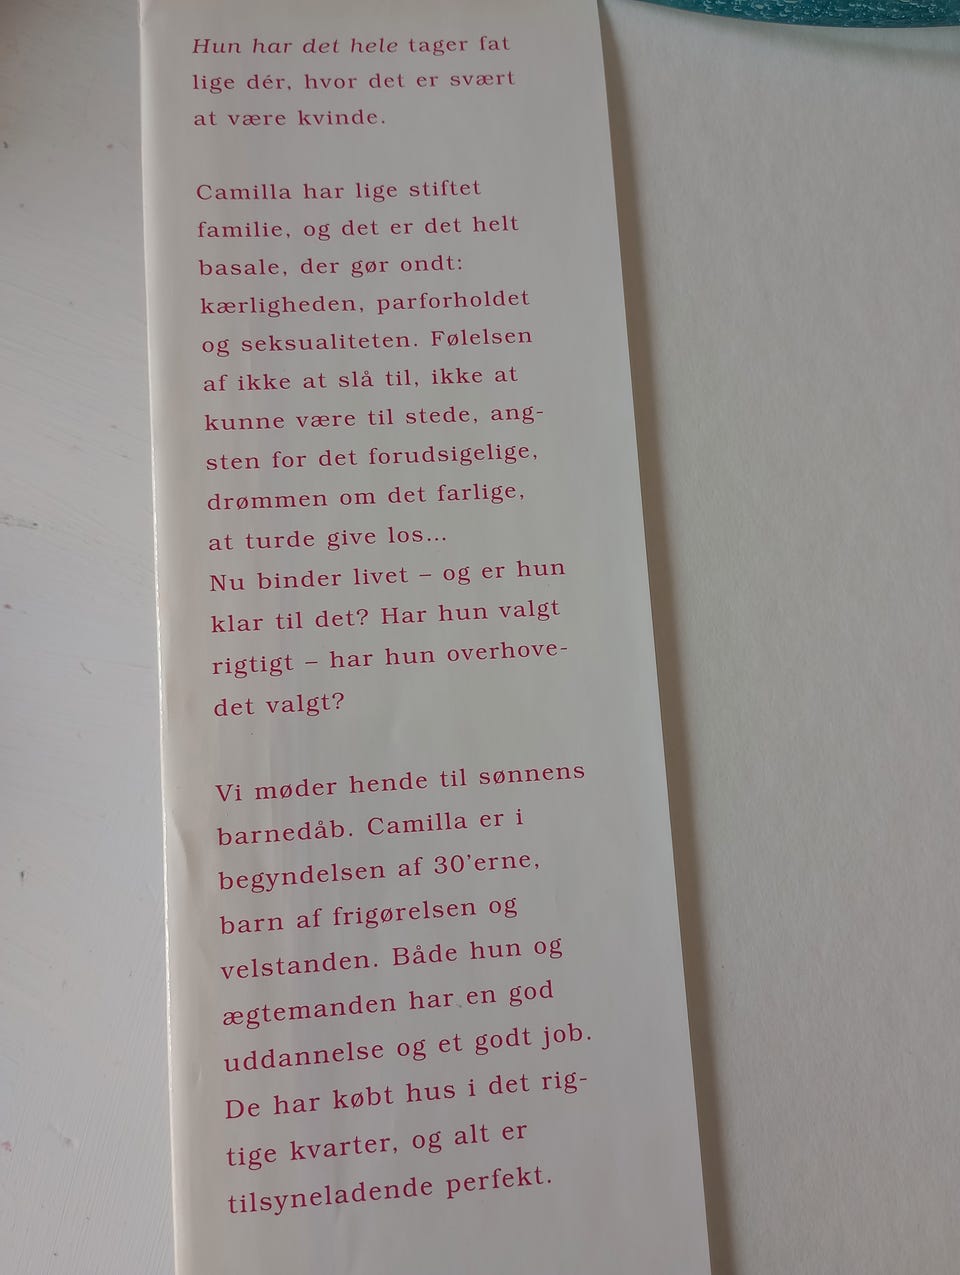 Hun har det hele tager fat
lige dér, hvor det er svært
at være kvinde.
Camilla har lige stiftet
familie, og det er det helt
basale, der gør ondt:
kærligheden, parforholdet
og seksualiteten. Følelsen
af ikke at slå til, ikke at
kunne være til stede, ang-
sten for det forudsigelige,
drømmen om det farlige,
at turde give los...
Nu binder livet – og er hun
klar til det? Har hun valgt
rigtigt – har hun overhove-
det valgt?
Vi møder hende til sønnens
barnedåb. Camilla er i
begyndelsen af 30’erne,
barn af frigørelsen og
velstanden. Både hun og
ægtemanden har en god
uddannelse og et godt job.
De har købt hus i det rig-
tige kvarter, og alt er
tilsyneladende perfekt.